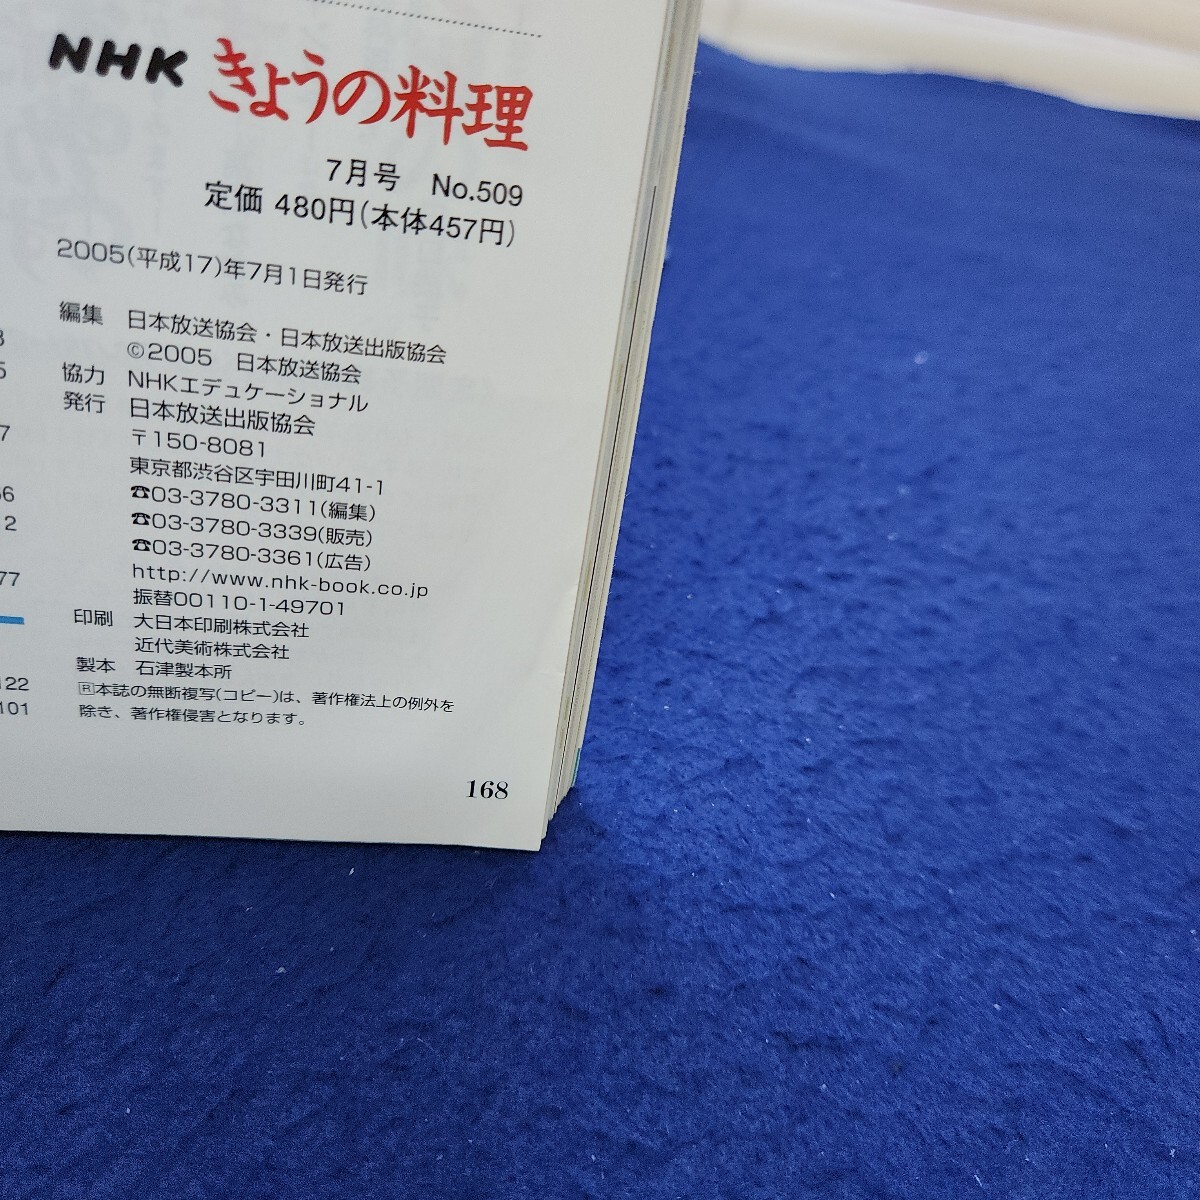 NHK きょうの料理
7月号 No.509
定価 480円(本体457円)
2005(平成17)年7月1日発行
編集 日本放送協会・日本放送出版協会
©2005 日本放送協会
協力 NHKエデュケーショナル
発行 日本放送出版協会
〒150-8081
東京都渋谷区宇田川町41-1
☎03-3780-3311(編集)
☎03-3780-3339(販売)
☎03-3780-3361(広告)
http://www.nhk-book.co.jp
振替00110-1-49701
印刷 大日本印刷株式会社
近代美術株式会社
製本 石津製本所
Ⓡ本誌の無断複写(コピー)は、著作権法上の例外を
除き、著作権侵害となります。
122
101
168